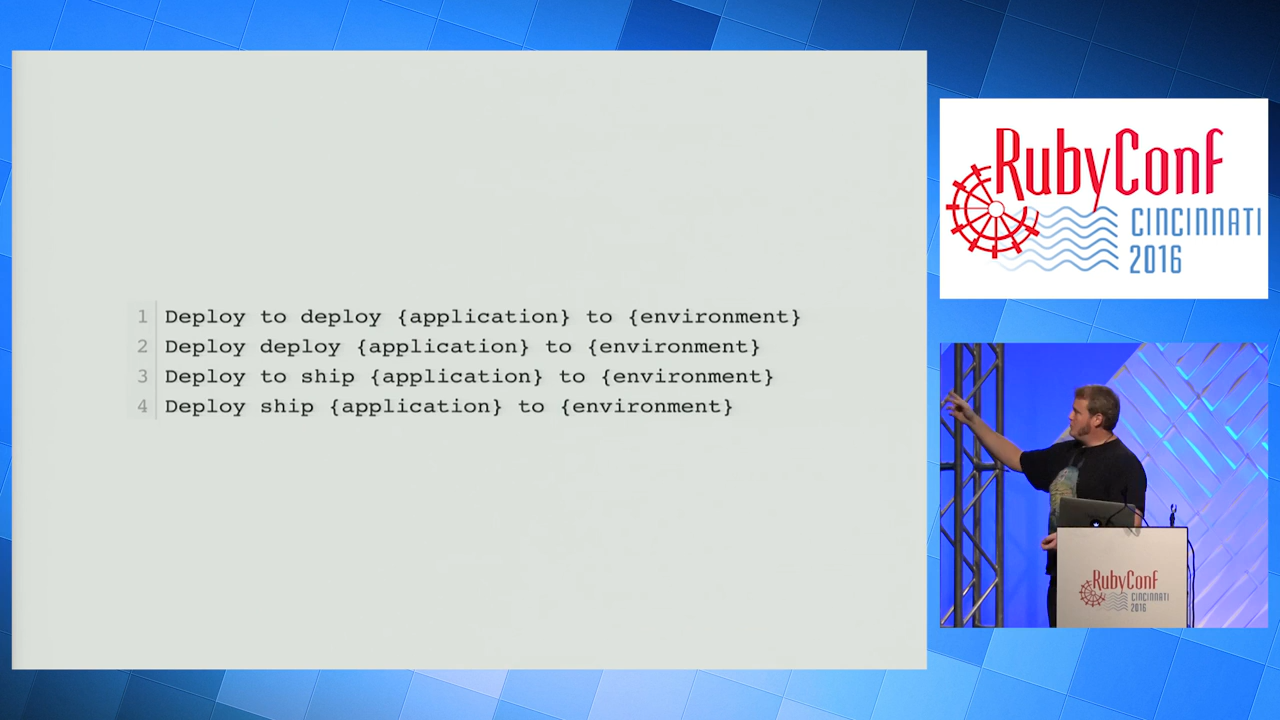 1 Deploy to deploy {application} to {environment}
2 Deploy deploy {application} to {environment}
3 Deploy to ship {application} to {environment}
4 Deploy ship {application} to {environment}
RubyConf
CINCINNATI
2016
RubyConf
CINCINNATI
2016